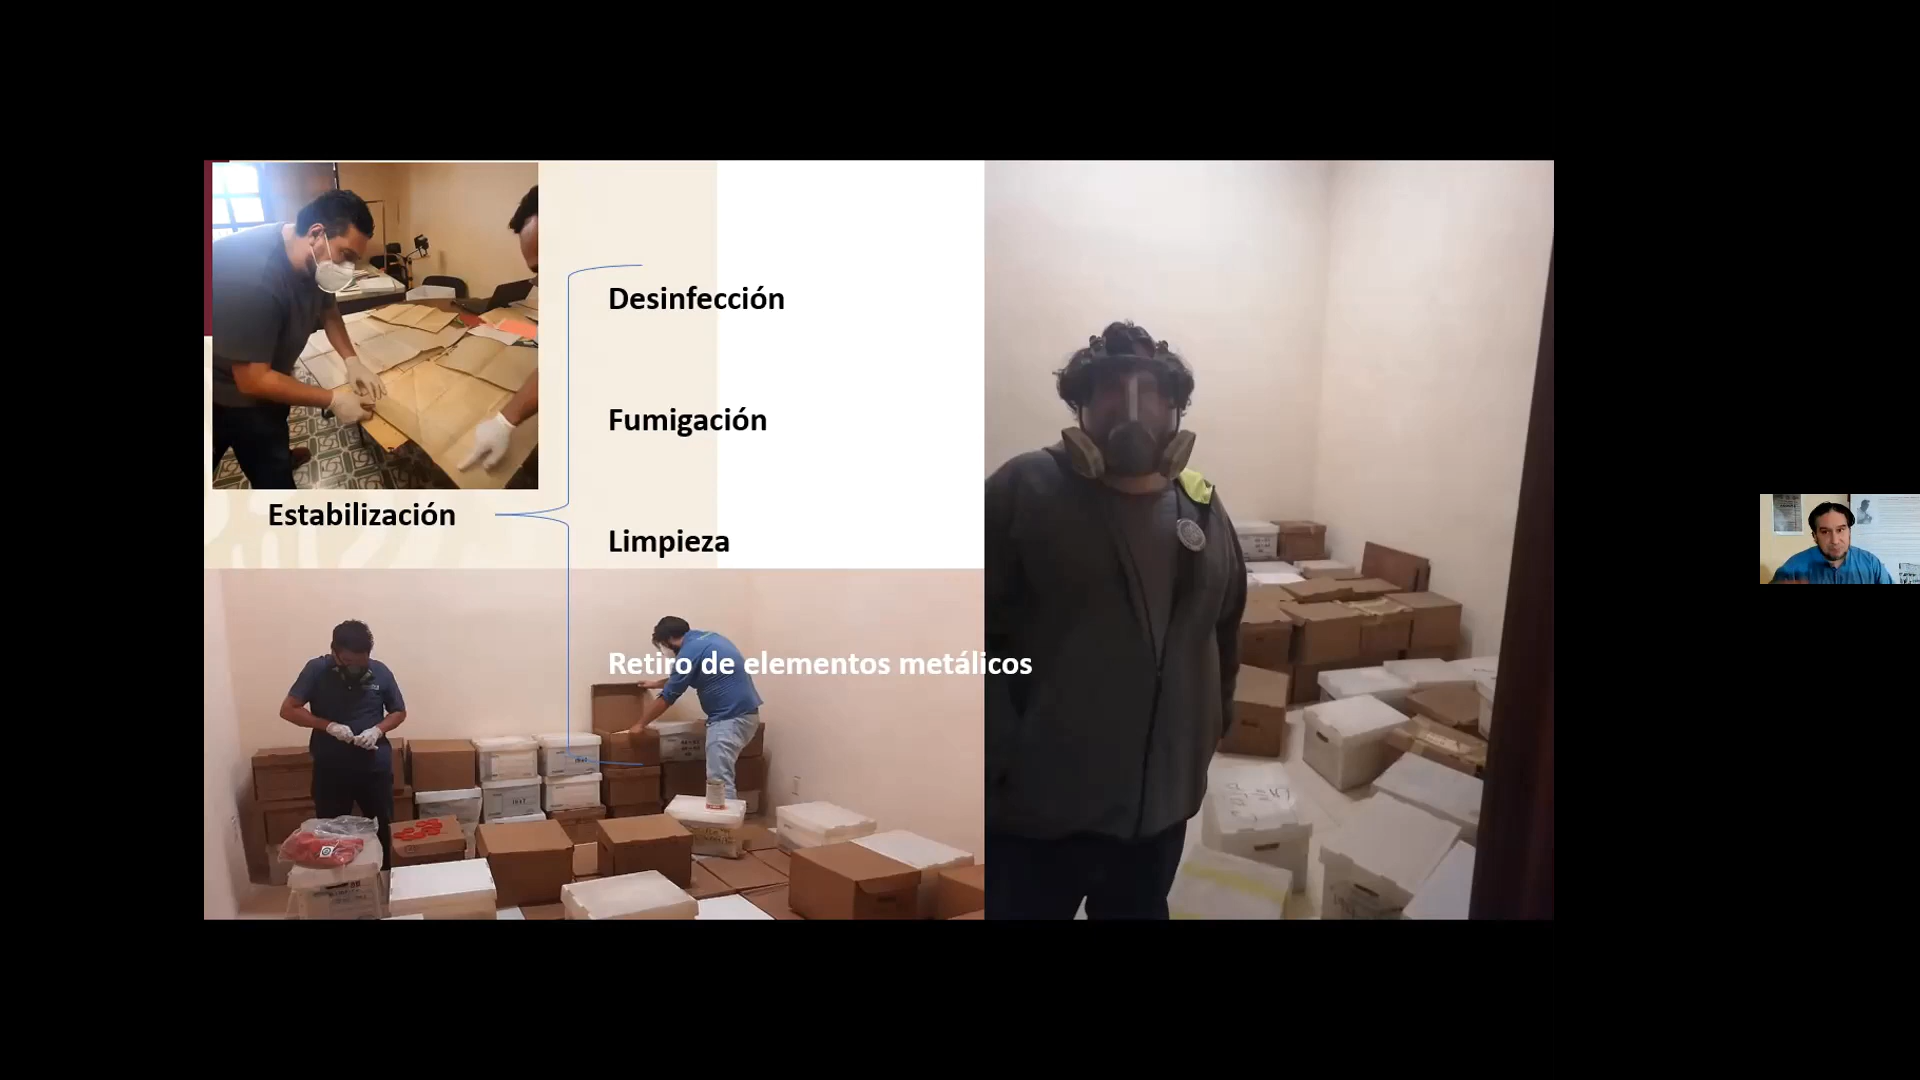 Desinfección
Fumigación
Estabilización
Limpieza
Retiro de elementos metálicos